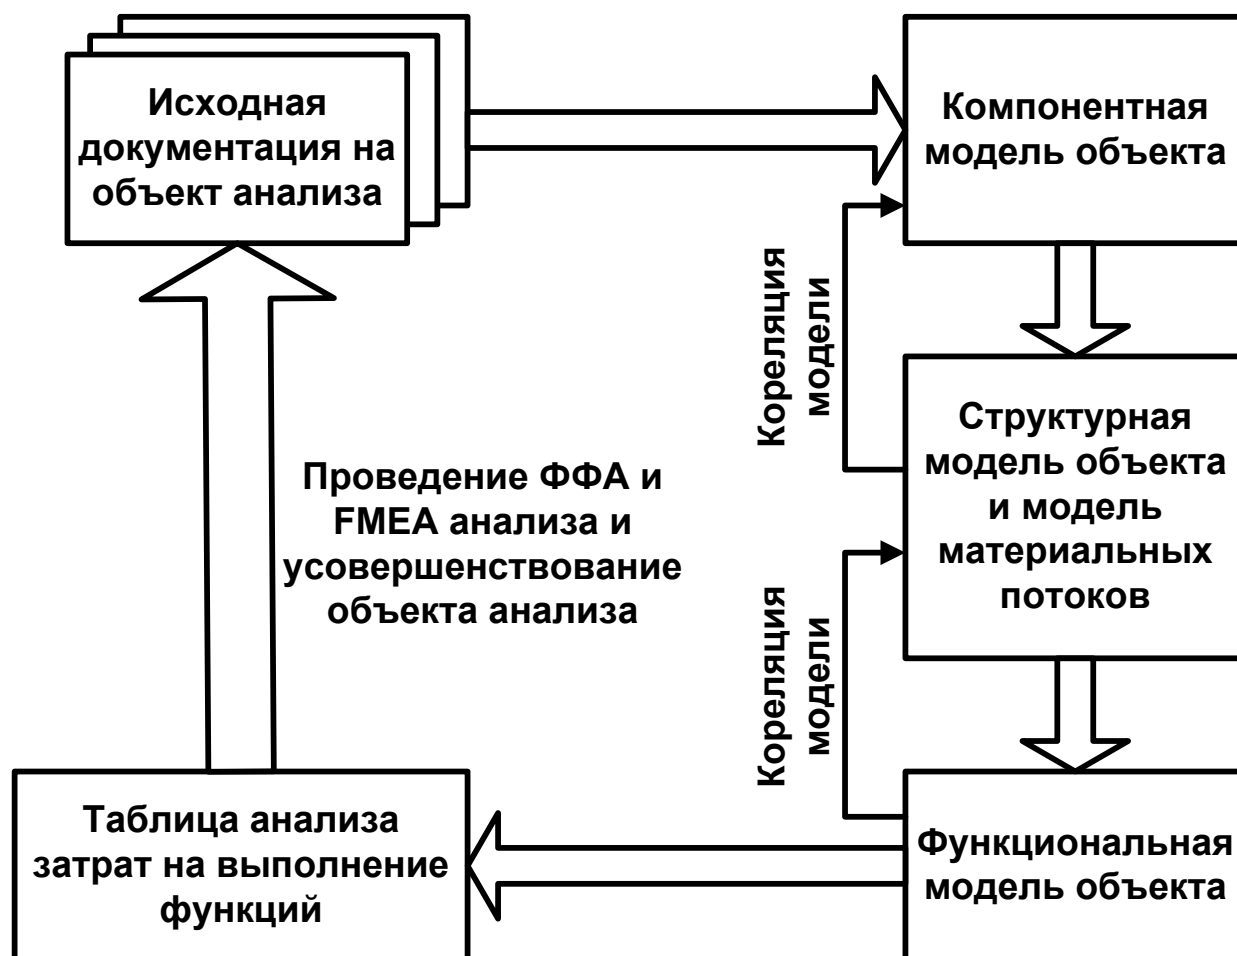 Исходная
документация на
объект анализа
Компонентная
модель объекта
Кореляция
модели
Структурная
модель объекта
и модель
материальных
потоков
Проведение ФФА и
FMEA анализа и
усовершенствование
объекта анализа
Кореляция
модели
Таблица анализа
затрат на выполнение
функций
Функциональная
модель объекта